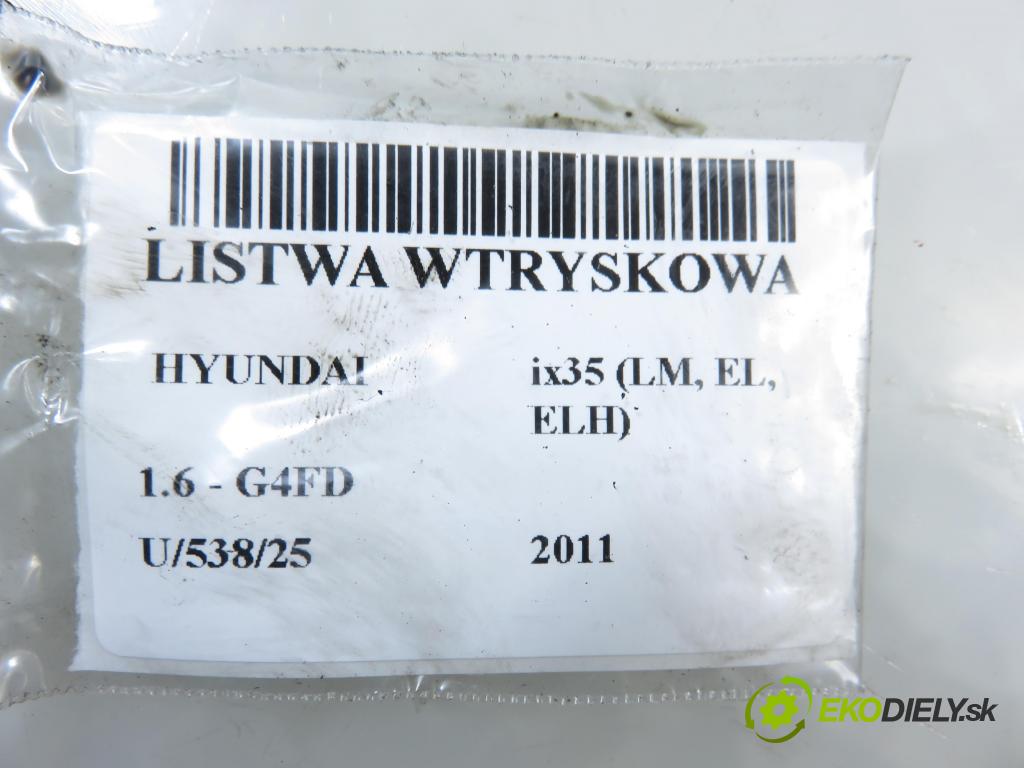 LISTWA WTRYSKOWA
HYUNDAI ix35 (LM, EL,
ELH)
1.6 - G4FD
U/538/25 2011
EKODIELY.sk